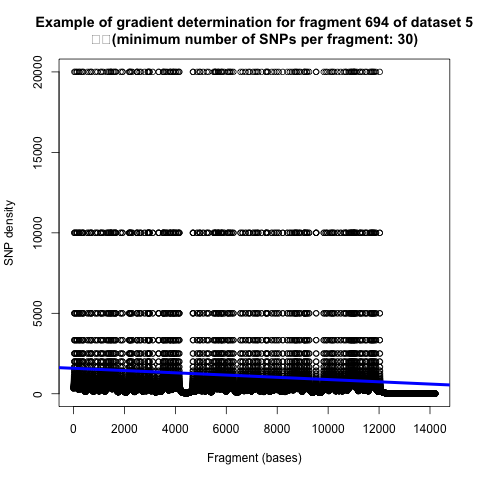 Example of gradient determination for fragment 694 of dataset 5
(minimum number of SNPs per fragment: 30)
20000
15000
10000
5000
0
SNP density
0 2000 4000 6000 8000 10000 12000 14000
Fragment (bases)